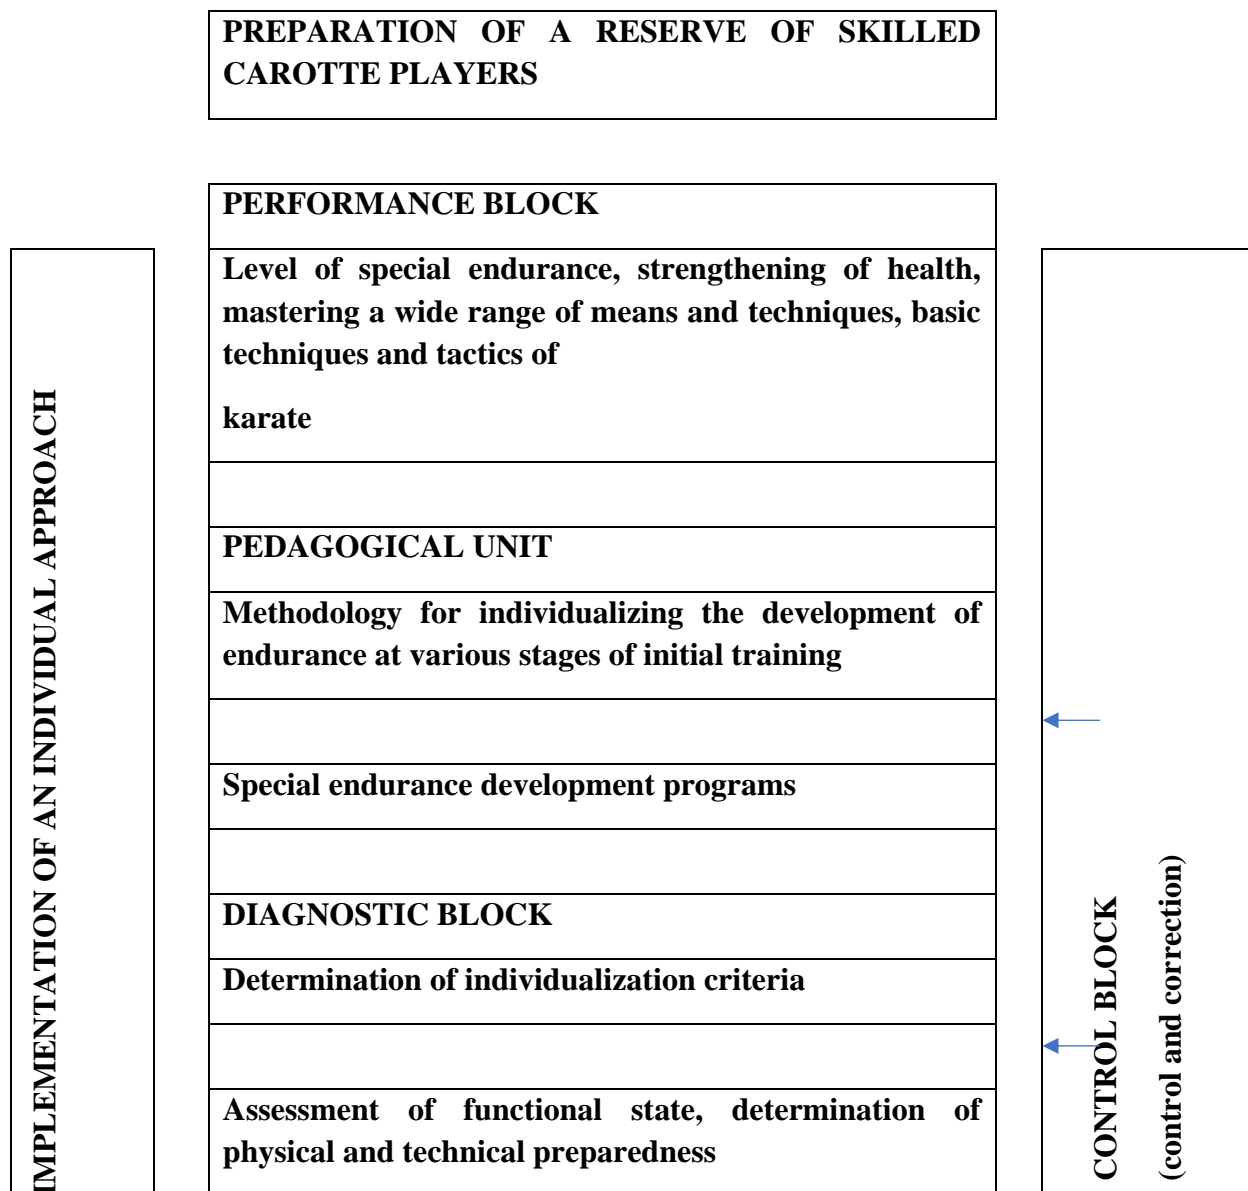 PREPARATION OF A RESERVE OF SKILLED
CAROTTE PLAYERS
PERFORMANCE BLOCK
Level of special endurance, strengthening of health,
mastering a wide range of means and techniques, basic
techniques and tactics of
karate
PEDAGOGICAL UNIT
Methodology for individualizing the development of
endurance at various stages of initial training
Special endurance development programs
DIAGNOSTIC BLOCK
Determination of individualization criteria
Assessment of functional state, determination of
physical and technical preparedness
IMPLEMENTATION OF AN INDIVIDUAL APPROACH
CONTROL BLOCK
(control and correction)